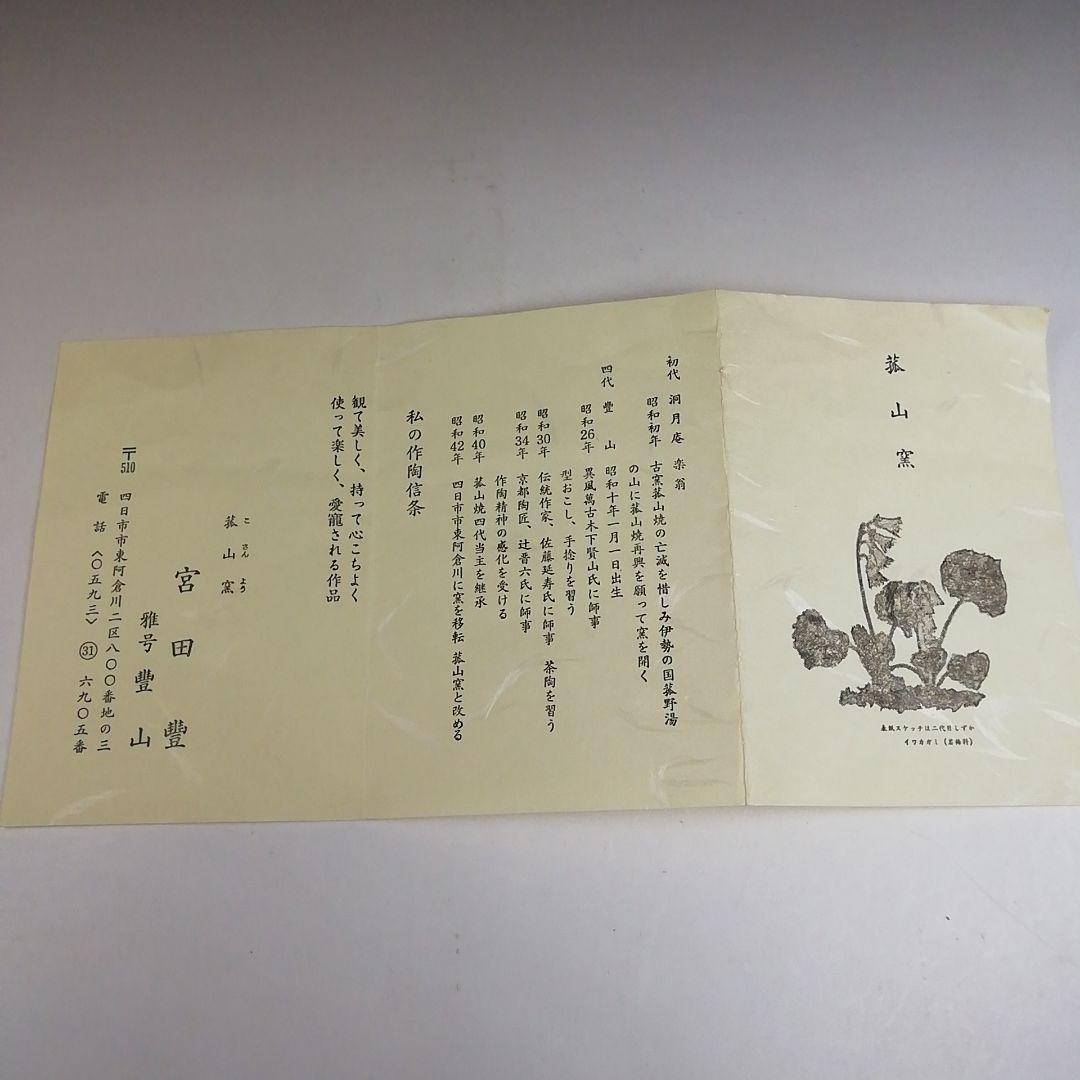 菰山窯
表紙スケッチは二代目しずか
イワカガミ(岩梅科)
初代 洞月庵 楽翁
昭和初年 古窯菰山焼の亡滅を惜しみ伊勢の国菰野湯
の山に菰山焼再興を願って窯を開く
四代 豐山 昭和十年一月一日出生
昭和26年 異風萬古木下賢山氏に師事
型おこし、手捻りを習う
昭和30年 伝統作家、佐藤延寿氏に師事 茶陶を習う
昭和34年 京都陶匠、辻晋六氏に師事
作陶精神の感化を受ける
昭和40年 菰山焼四代当主を継承
昭和42年 四日市市東阿倉川に窯を移転 菰山窯と改める
私の作陶信条
観て美しく、持って心こちよく
使って楽しく、愛寵される作品
こさんよう
菰山窯
宮田豐
雅号 豐山
〒510 四日市市東阿倉川二区八〇〇番地の三
電話〈〇五九三〉㉛六九〇五番